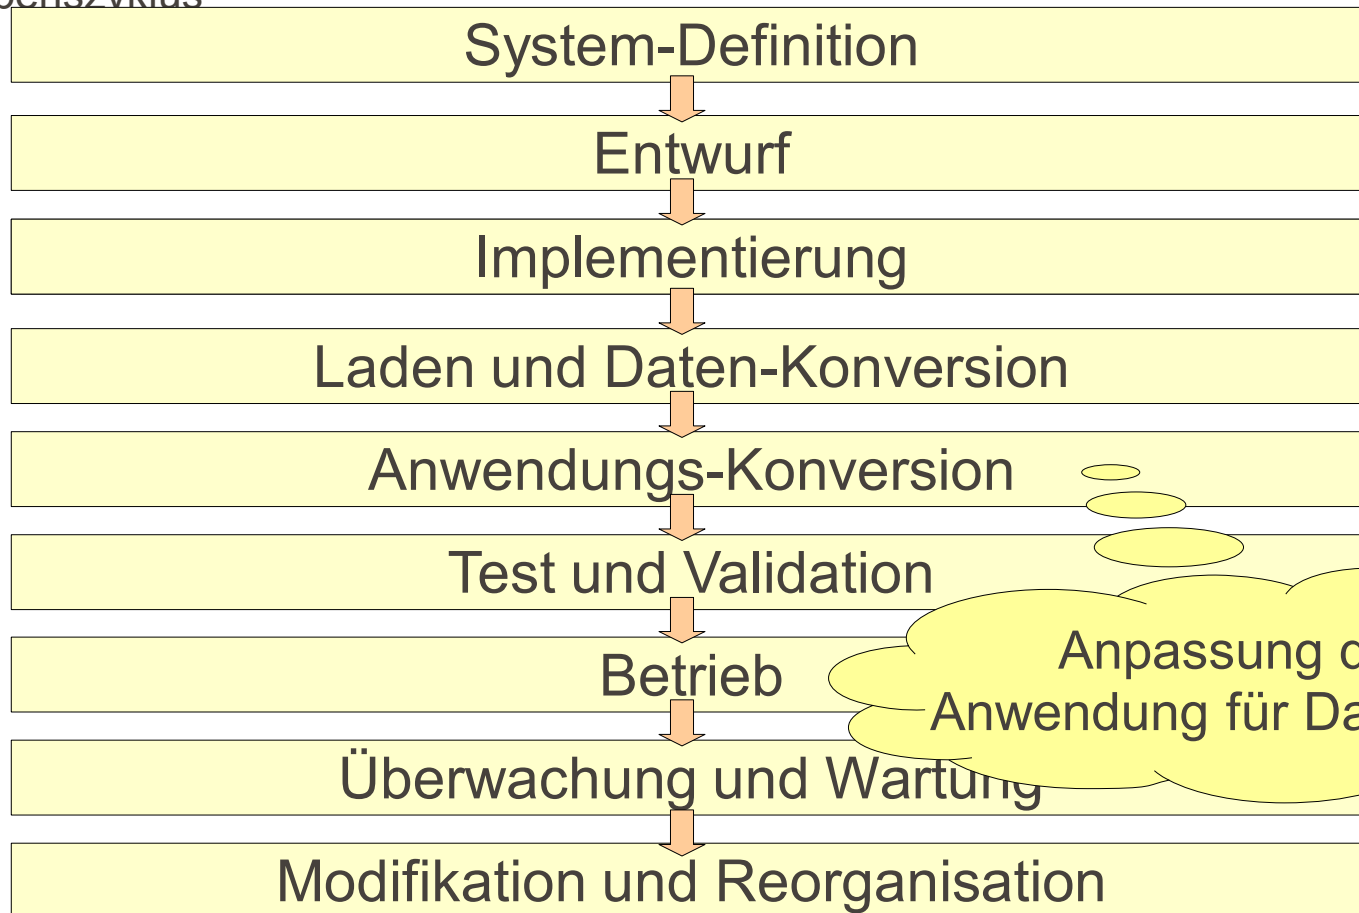 System-Definition
Entwurf
Implementierung
Laden und Daten-Konversion
Anwendungs-Konversion
Test und Validation
Betrieb
Anpassung
Anwendung für
Überwachung und Wartung
Modifikation und Reorganisation